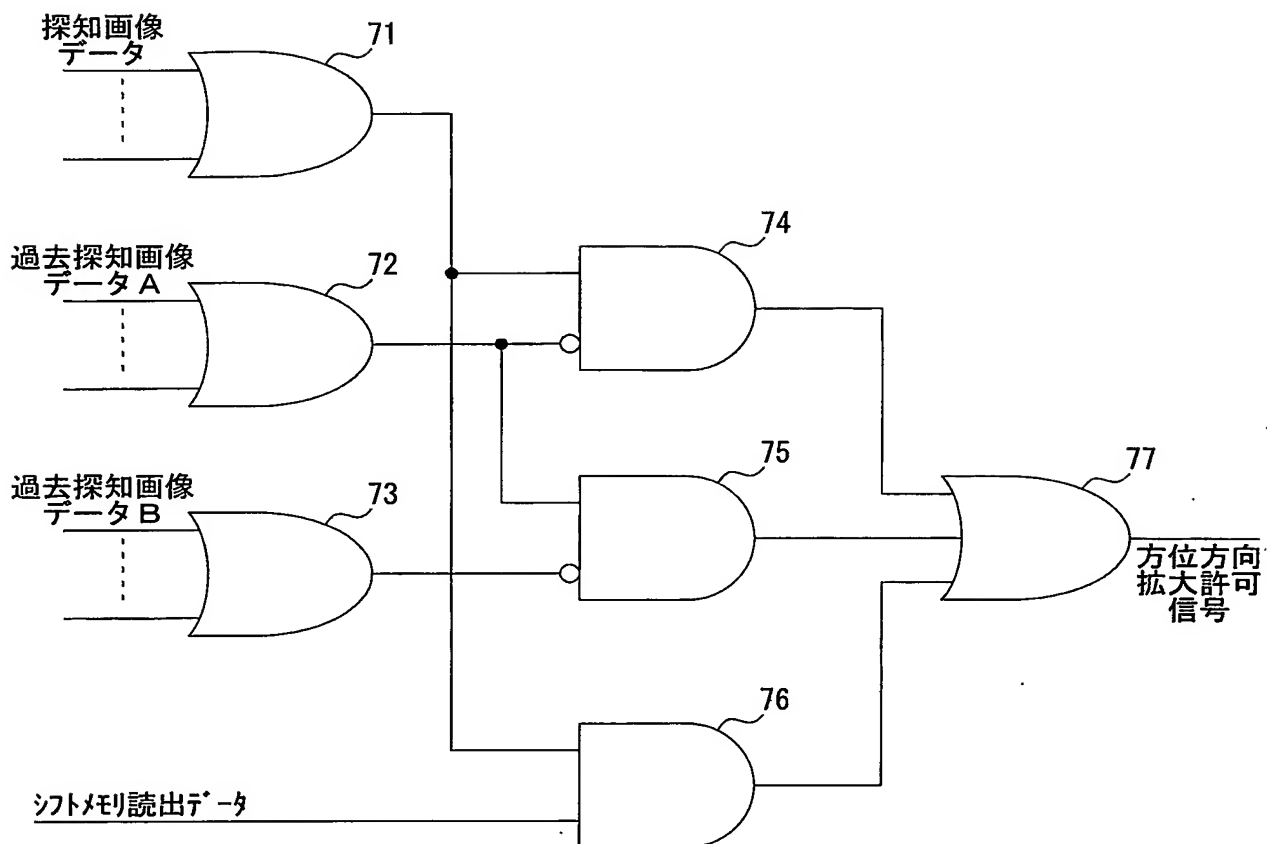 探知画像
データ
71
過去探知画像
データA
72
74
過去探知画像
データB
73
75
77
方位方向
拡大許可
信号
76
シフトメモリ読出データ